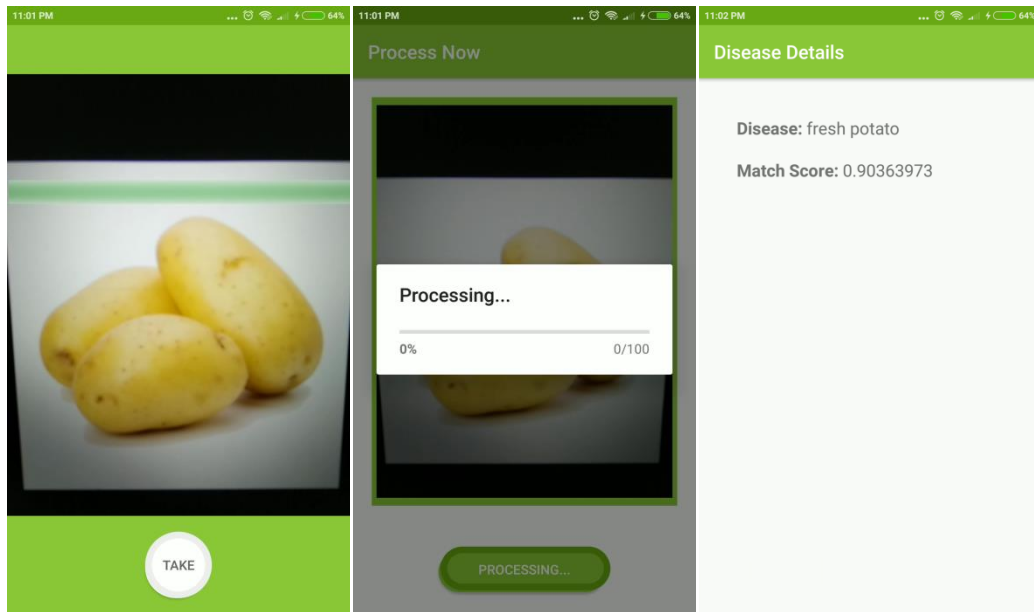 11:01 PM
... 64%
TAKE
11:01 PM
... 64%
Process Now
Processing...
0% 0/100
PROCESSING...
11:02 PM
... 64%
Disease Details
Disease: fresh potato
Match Score: 0.90363973